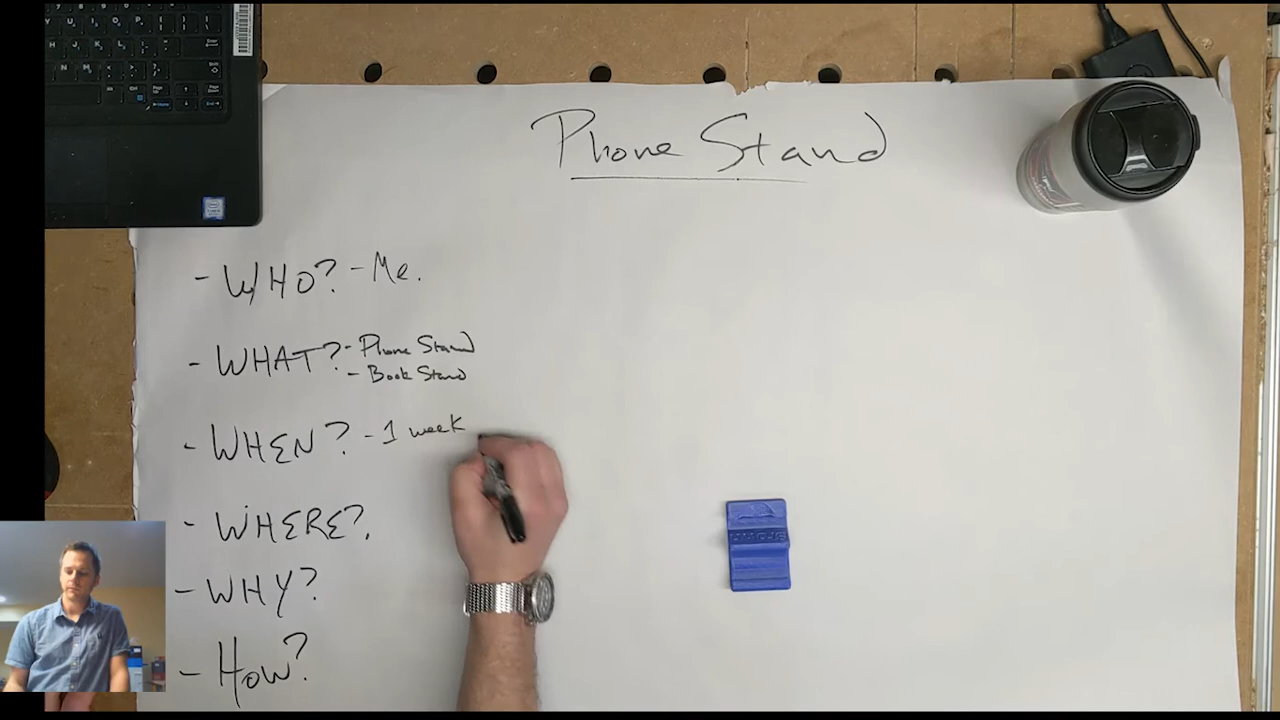 Phone Stand
- WHO? - Me.
- WHAT? - Phone Stand
- Book Stand
- WHEN? - 1 week
- WHERE?
- WHY?
- HOW?